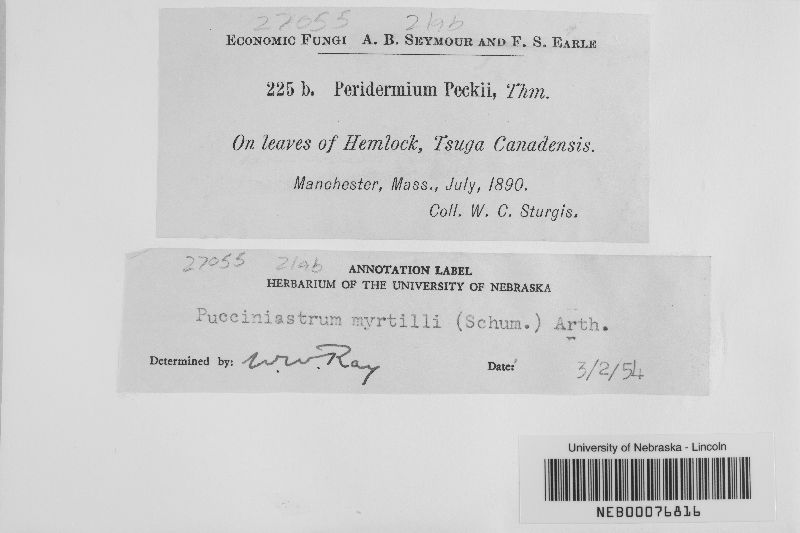 27055 219b
ECONOMIC FUNGI A. B. SEYMOUR AND F. S. EARLE
225 b. Peridermium Peckii, Thm.
On leaves of Hemlock, Tsuga Canadensis.
Manchester, Mass., July, 1890.
Coll. W. C. Sturgis.
27055 219b ANNOTATION LABEL
HERBARIUM OF THE UNIVERSITY OF NEBRASKA
Pucciniastrum myrtilli (Schum.) Arth.
Determined by: W.W. Ray Date: 3/2/54
University of Nebraska - Lincoln
NEB00076816